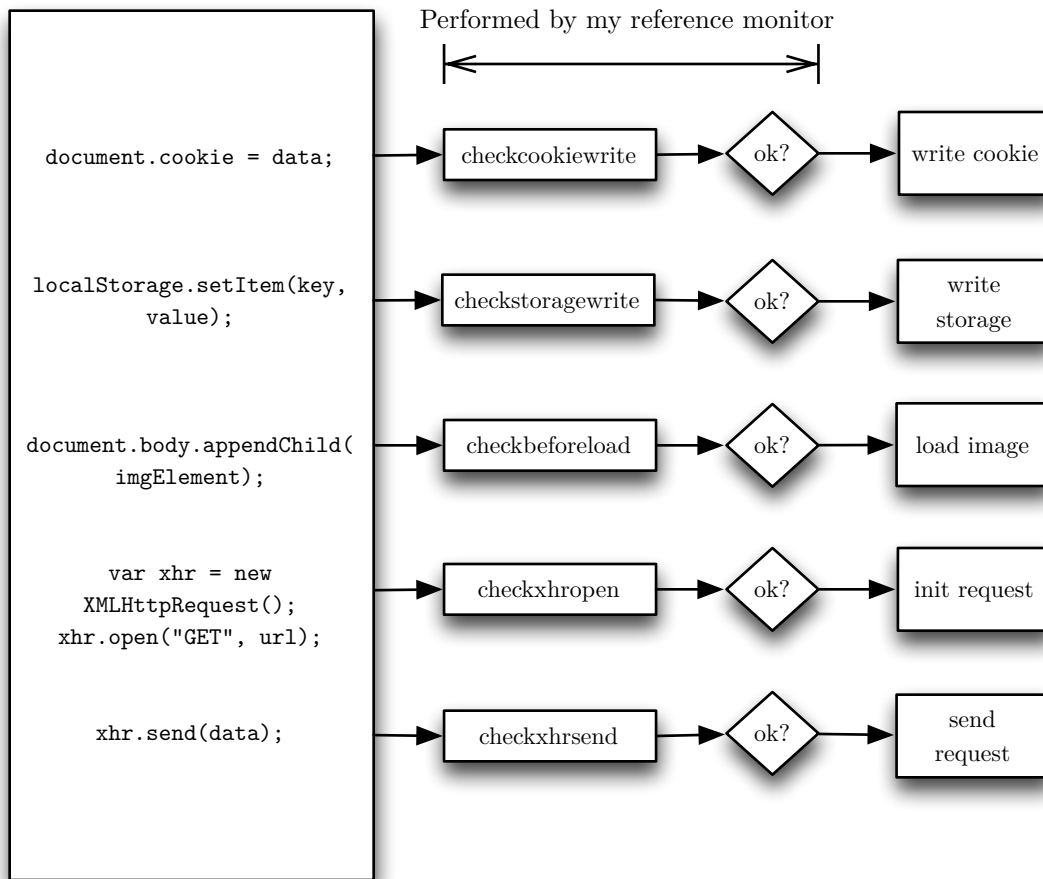 Performed by my reference monitor
document.cookie = data;
checkcookiewrite
ok?
write cookie
localStorage.setItem(key,
value);
checkstoragewrite
ok?
write
storage
document.body.appendChild(
imgElement);
checkbeforeload
ok?
load image
var xhr = new
XMLHttpRequest();
xhr.open("GET", url);
checkxhropen
ok?
init request
xhr.send(data);
checkxhrsend
ok?
send
request